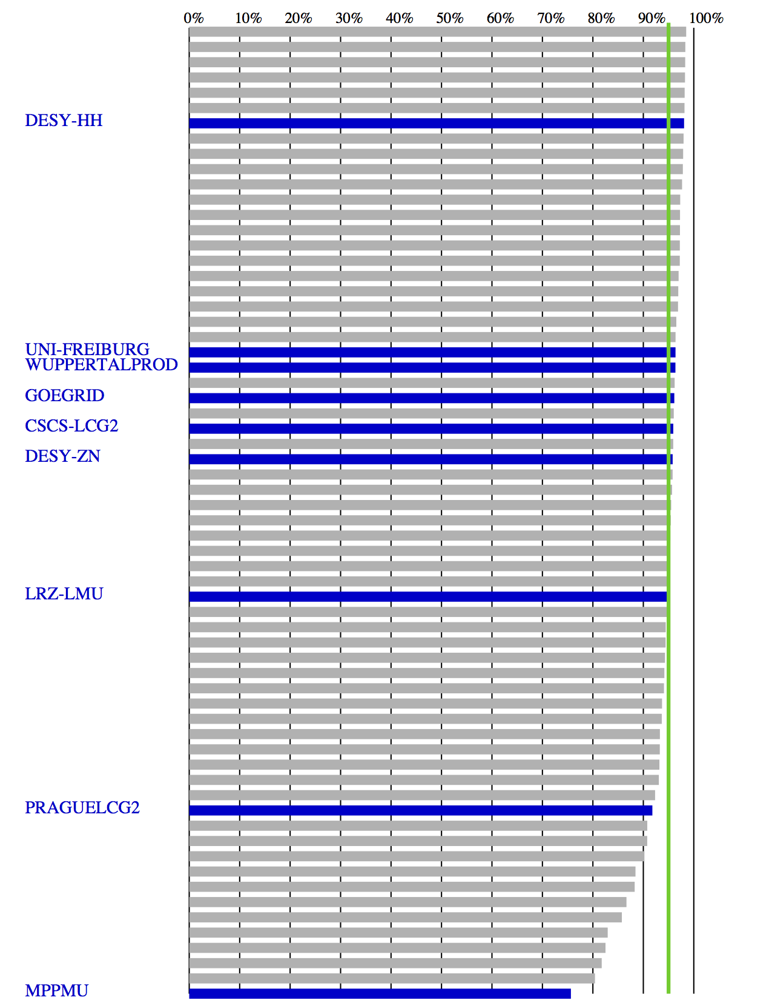 0% 10% 20% 30% 40% 50% 60% 70% 80% 90% 100%
DESY-HH
UNI-FREIBURG
WUPPERTALPROD
GOEGRID
CSCS-LCG2
DESY-ZN
LRZ-LMU
PRAGUELCG2
MPPMU